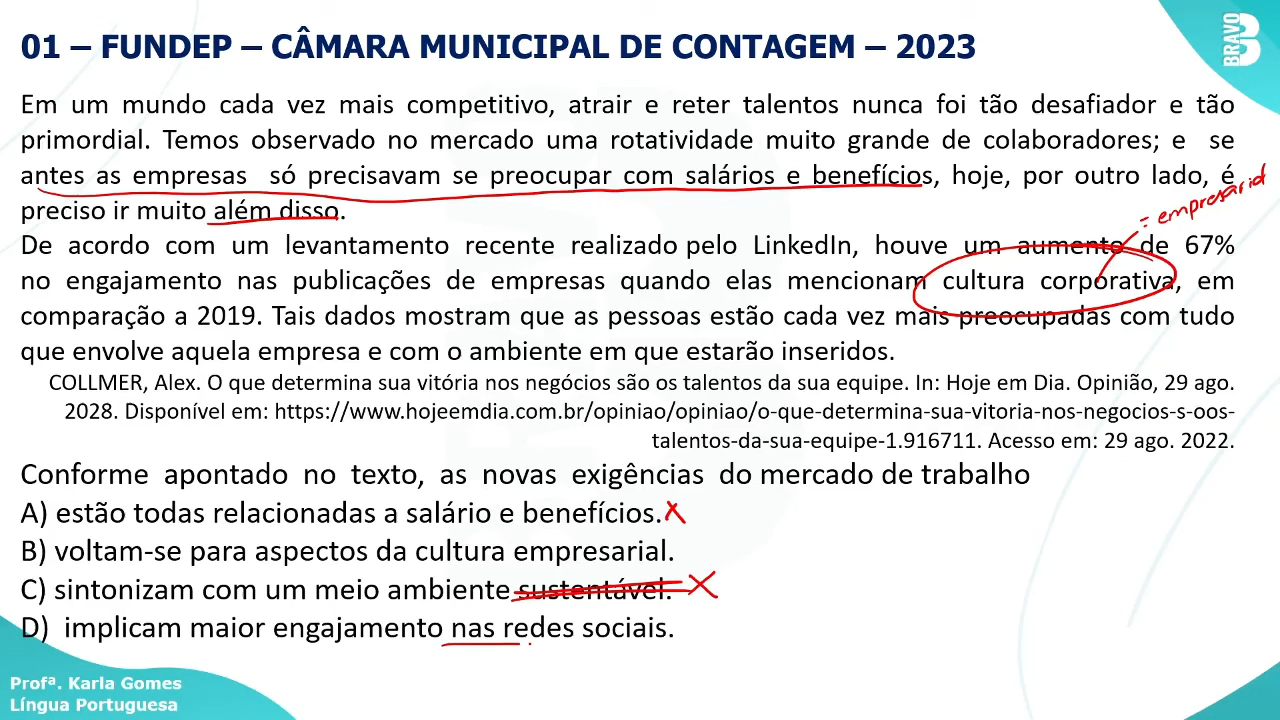 01 – FUNDEP – CÂMARA MUNICIPAL DE CONTAGEM – 2023
BRAVO
Em um mundo cada vez mais competitivo, atrair e reter talentos nunca foi tão desafiador e tão
primordial. Temos observado no mercado uma rotatividade muito grande de colaboradores; e se
antes as empresas só precisavam se preocupar com salários e benefícios, hoje, por outro lado, é
preciso ir muito além disso.
= empresarial
De acordo com um levantamento recente realizado pelo LinkedIn, houve um aumento de 67%
no engajamento nas publicações de empresas quando elas mencionam cultura corporativa, em
comparação a 2019. Tais dados mostram que as pessoas estão cada vez mais preocupadas com tudo
que envolve aquela empresa e com o ambiente em que estarão inseridos.
COLLMER, Alex. O que determina sua vitória nos negócios são os talentos da sua equipe. In: Hoje em Dia. Opinião, 29 ago.
2028. Disponível em: https://www.hojeemdia.com.br/opiniao/opiniao/o-que-determina-sua-vitoria-nos-negocios-s-oos-
talentos-da-sua-equipe-1.916711. Acesso em: 29 ago. 2022.
Conforme apontado no texto, as novas exigências do mercado de trabalho
A) estão todas relacionadas a salário e benefícios. X
B) voltam-se para aspectos da cultura empresarial.
C) sintonizam com um meio ambiente sustentável. X
D) implicam maior engajamento nas redes sociais.
Profª. Karla Gomes
Língua Portuguesa